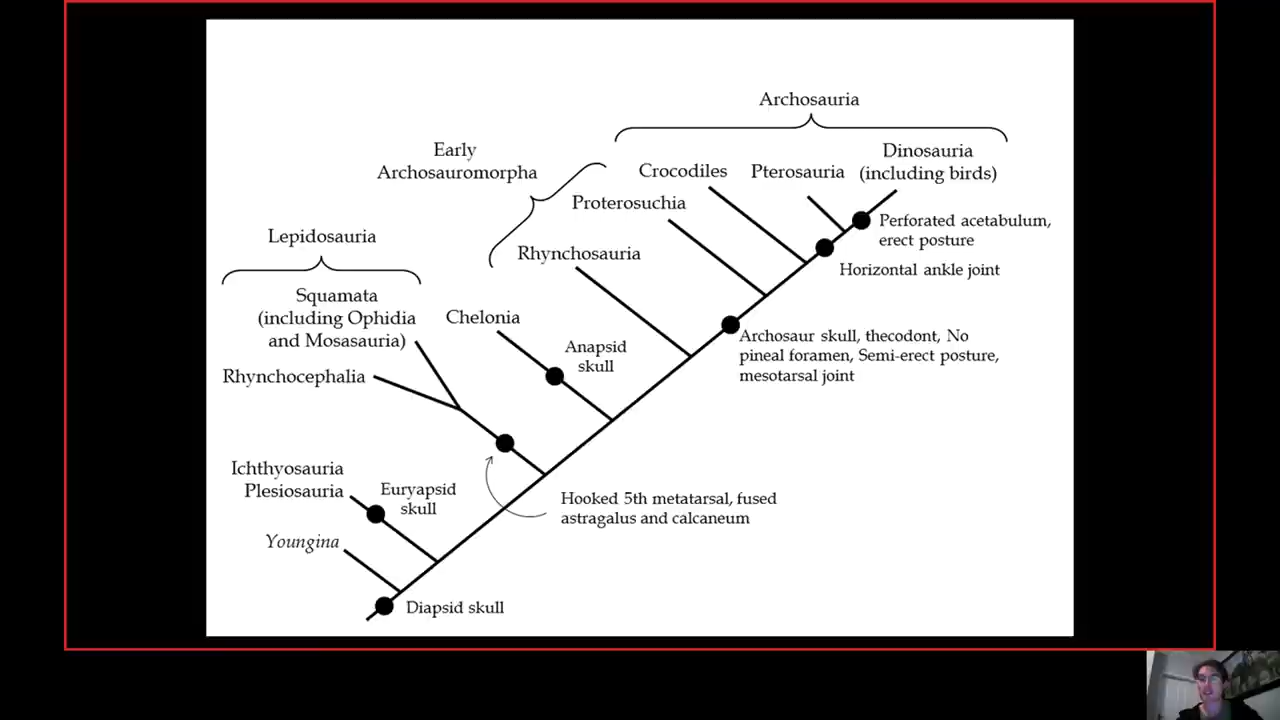 Archosauria
Early
Archosauromorpha
Crocodiles
Pterosauria
Dinosauria
(including birds)
Proterosuchia
Perforated acetabulum,
erect posture
Lepidosauria
Rhynchosauria
Horizontal ankle joint
Squamata
(including Ophidia
and Mosasauria)
Chelonia
Anapsid
skull
Archosaur skull, thecodont, No
pineal foramen, Semi-erect posture,
mesotarsal joint
Rhynchocephalia
Ichthyosauria
Plesiosauria
Euryapsid
skull
Hooked 5th metatarsal, fused
astragalus and calcaneum
Youngina
Diapsid skull